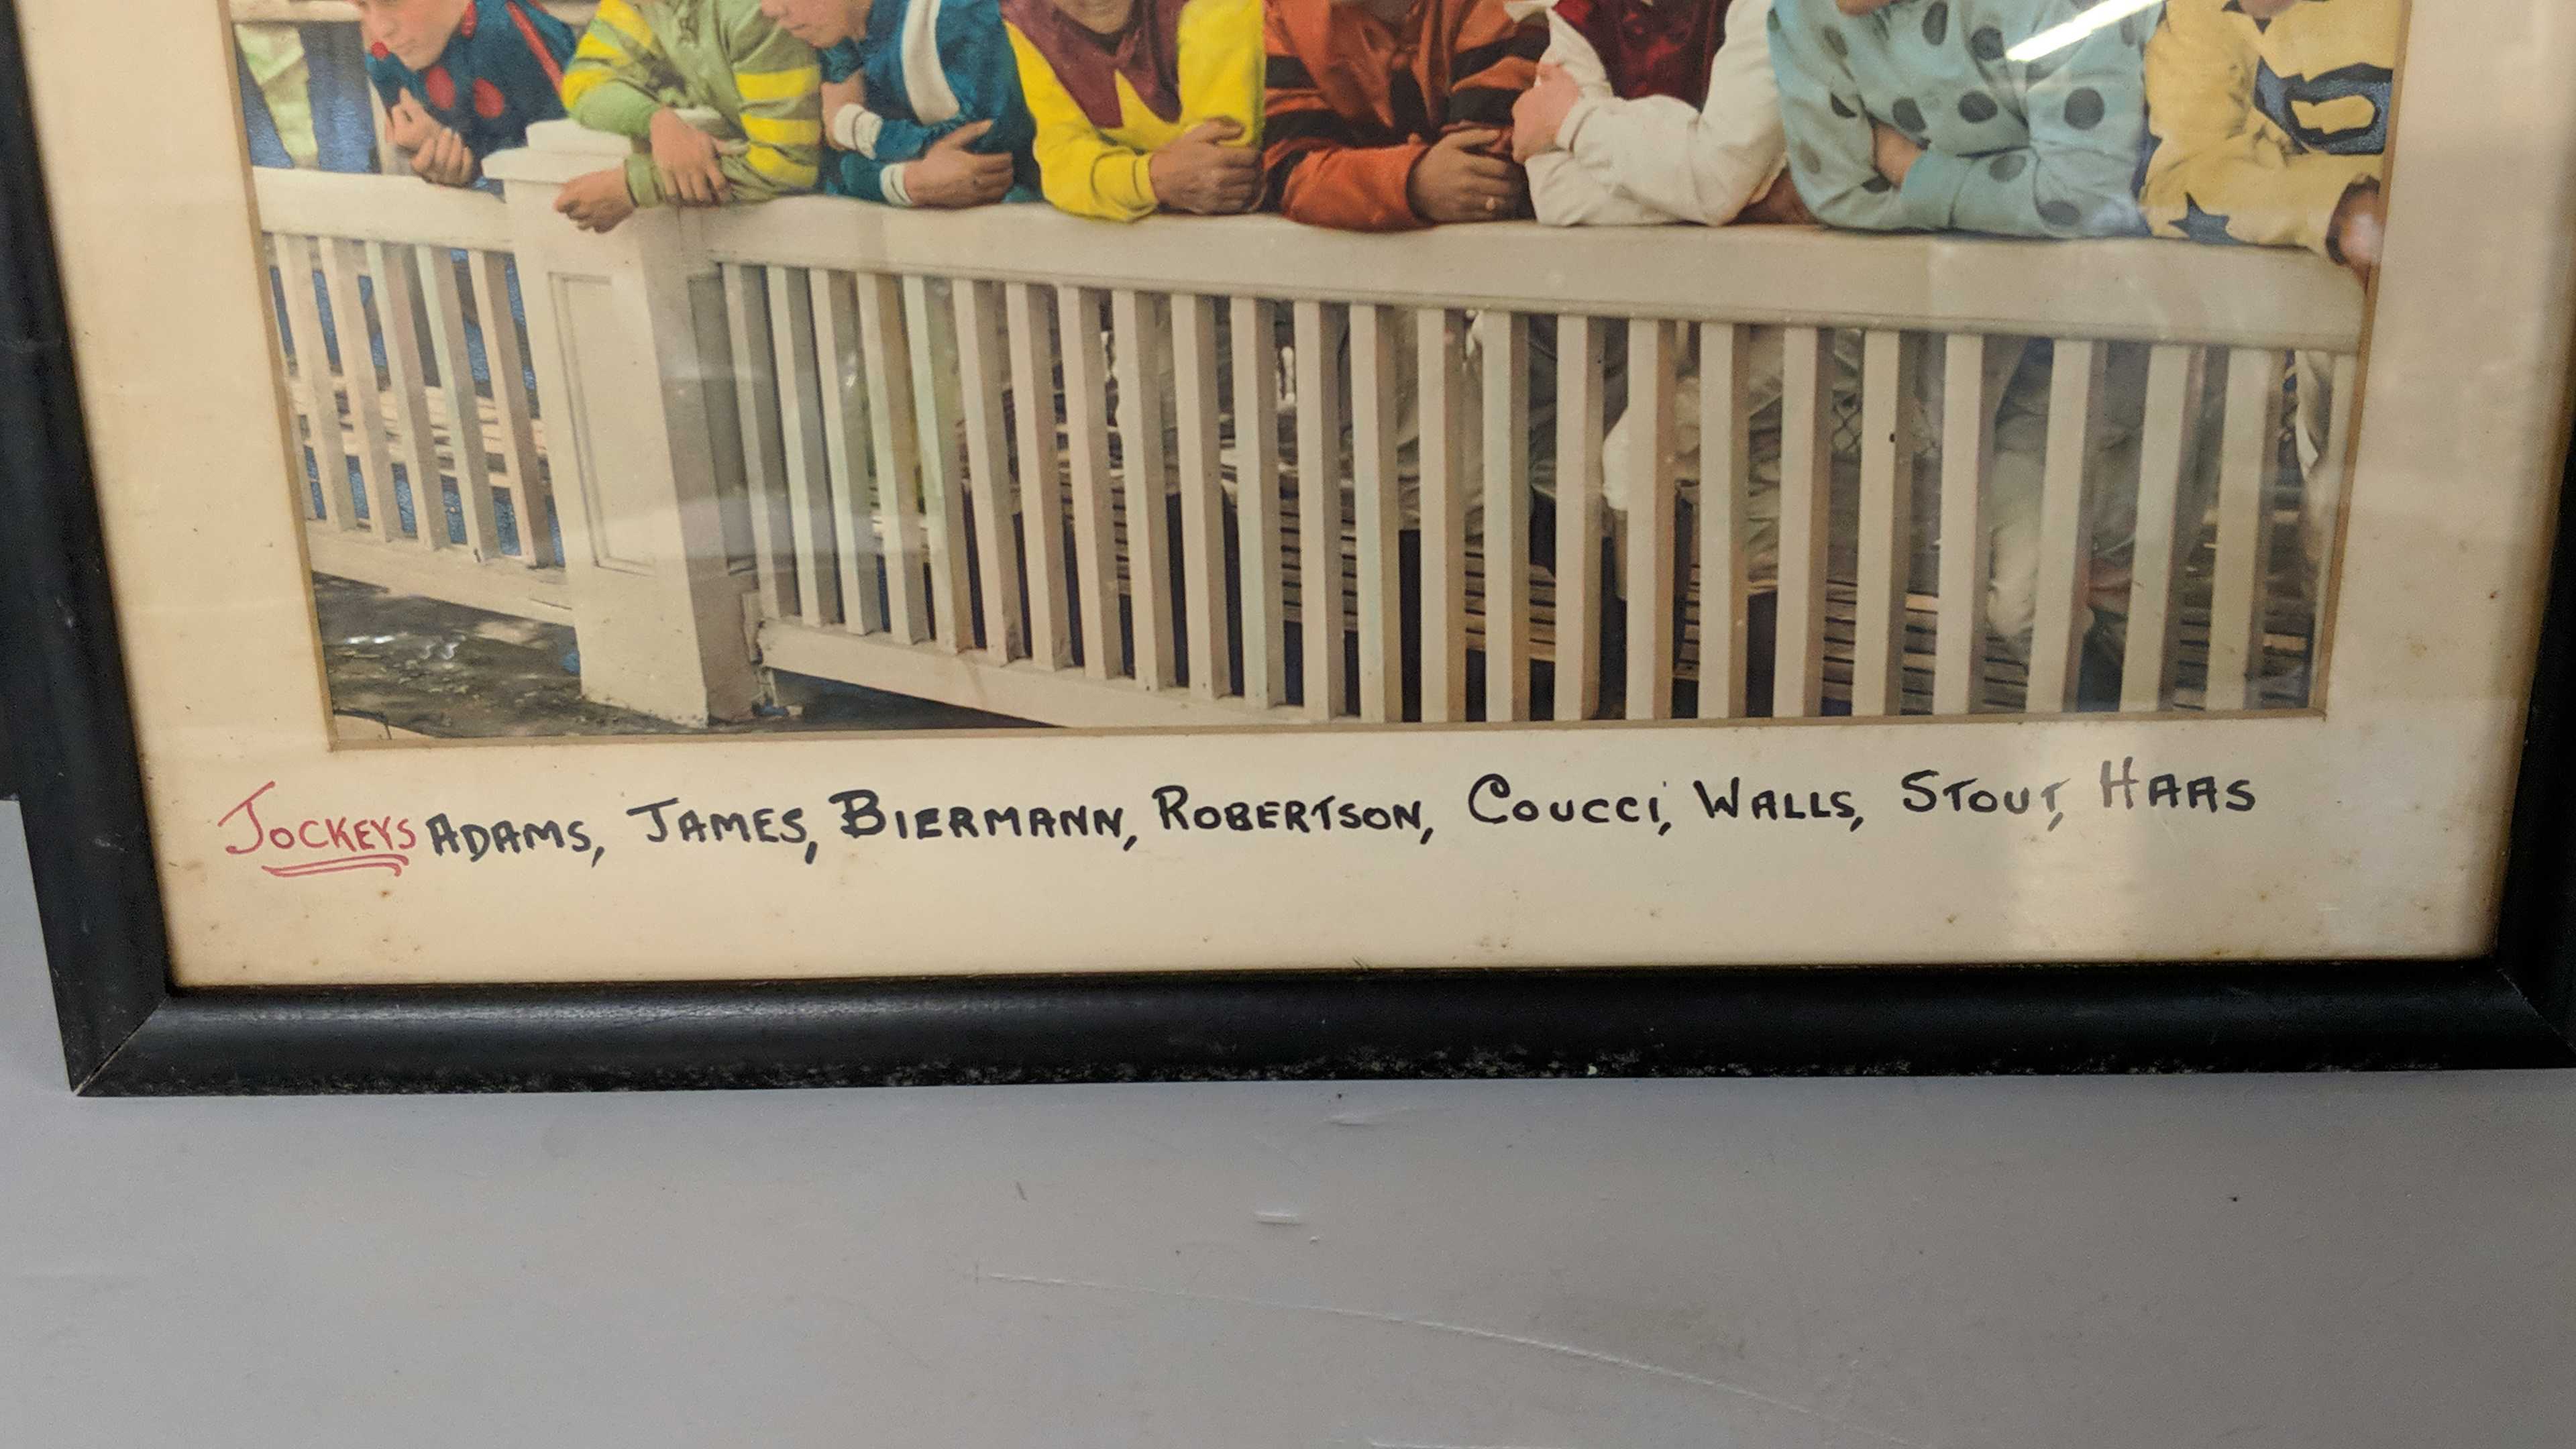 JOCKEYS ADAMS, JAMES, BIERMANN, ROBERTSON, COUCCi, WALLS, STOUT, HAAS